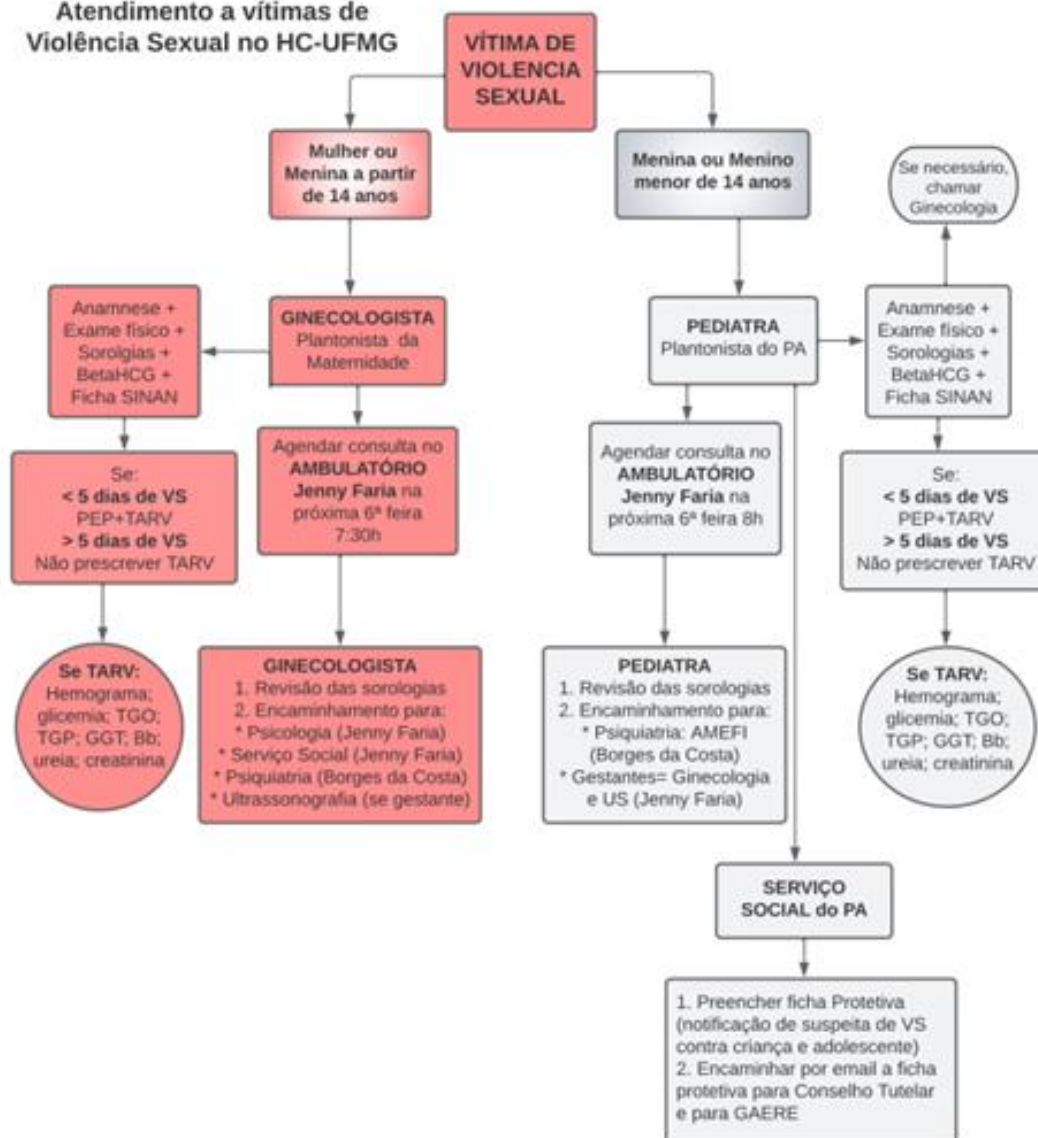 Atendimento a vítimas de
Violência Sexual no HC-UFMG
VÍTIMA DE
VIOLENCIA
SEXUAL
Mulher ou
Menina a partir
de 14 anos
Menina ou Menino
menor de 14 anos
Se necessário,
chamar
Ginecologia
Anamnese +
Exame físico +
Sorolgias +
BetaHCG +
Ficha SINAN
GINECOLOGISTA
Plantonista da
Maternidade
PEDIATRA
Plantonista do PA
Anamnese +
Exame físico +
Sorologias +
BetaHCG +
Ficha SINAN
Se:
< 5 dias de VS
PEP+TARV
> 5 dias de VS
Não prescrever TARV
Agendar consulta no
AMBULATÓRIO
Jenny Faria na
próxima 6ª feira
7:30h
Agendar consulta no
AMBULATÓRIO
Jenny Faria na
próxima 6ª feira 8h
Se:
< 5 dias de VS
PEP+TARV
> 5 dias de VS
Não prescrever TARV
Se TARV:
Hemograma;
glicemia; TGO;
TGP; GGT; Bb;
ureia; creatinina
GINECOLOGISTA
1. Revisão das sorologias
2. Encaminhamento para:
* Psicologia (Jenny Faria)
* Serviço Social (Jenny Faria)
* Psiquiatria (Borges da Costa)
* Ultrassonografia (se gestante)
PEDIATRA
1. Revisão das sorologias
2. Encaminhamento para:
* Psiquiatria: AMEFI
(Borges da Costa)
* Gestantes= Ginecologia
e US (Jenny Faria)
Se TARV:
Hemograma;
glicemia; TGO;
TGP; GGT; Bb;
ureia; creatinina
SERVIÇO
SOCIAL do PA
1. Preencher ficha Protetiva
(notificação de suspeita de VS
contra criança e adolescente)
2. Encaminhar por email a ficha
protetiva para Conselho Tutelar
e para GAERE